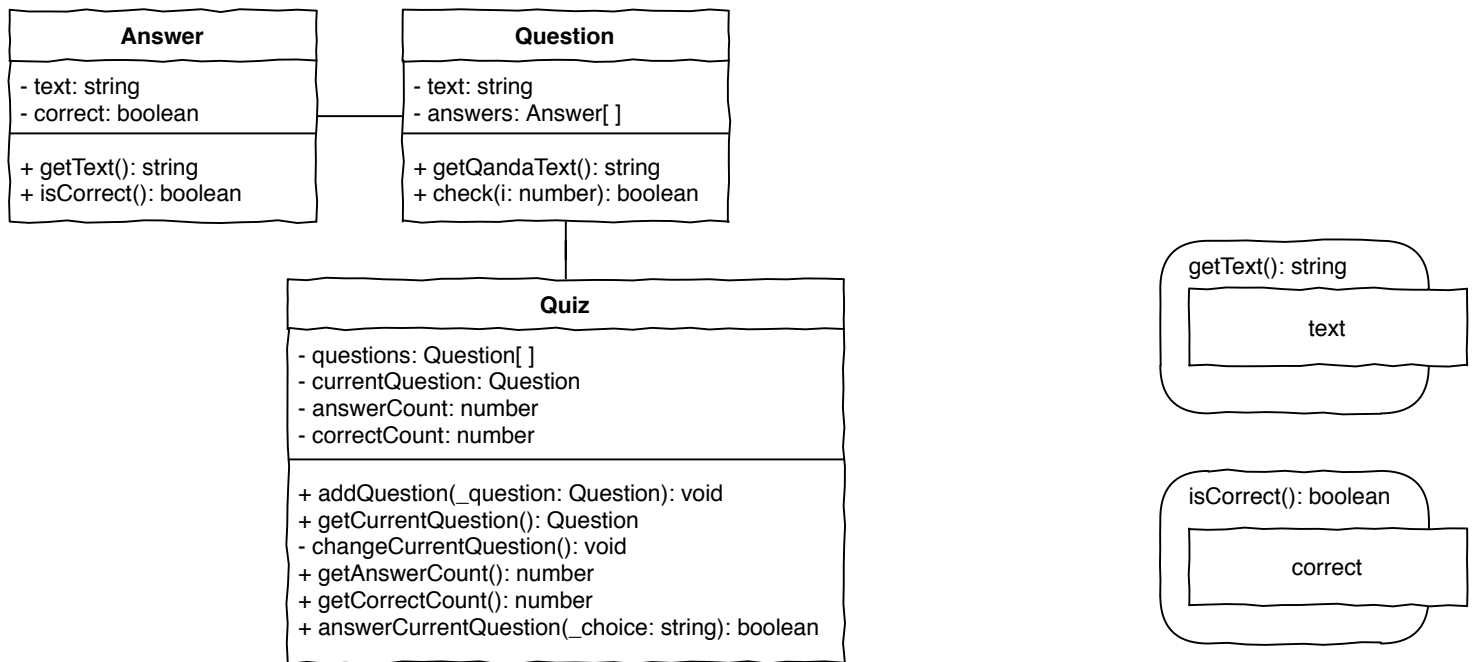 Answer
- text: string
- correct: boolean
+ getText(): string
+ isCorrect(): boolean
Question
- text: string
- answers: Answer[ ]
+ getQandaText(): string
+ check(i: number): boolean
Quiz
- questions: Question[ ]
- currentQuestion: Question
- answerCount: number
- correctCount: number
+ addQuestion(_question: Question): void
+ getCurrentQuestion(): Question
- changeCurrentQuestion(): void
+ getAnswerCount(): number
+ getCorrectCount(): number
+ answerCurrentQuestion(_choice: string): boolean
getText(): string
text
isCorrect(): boolean
correct